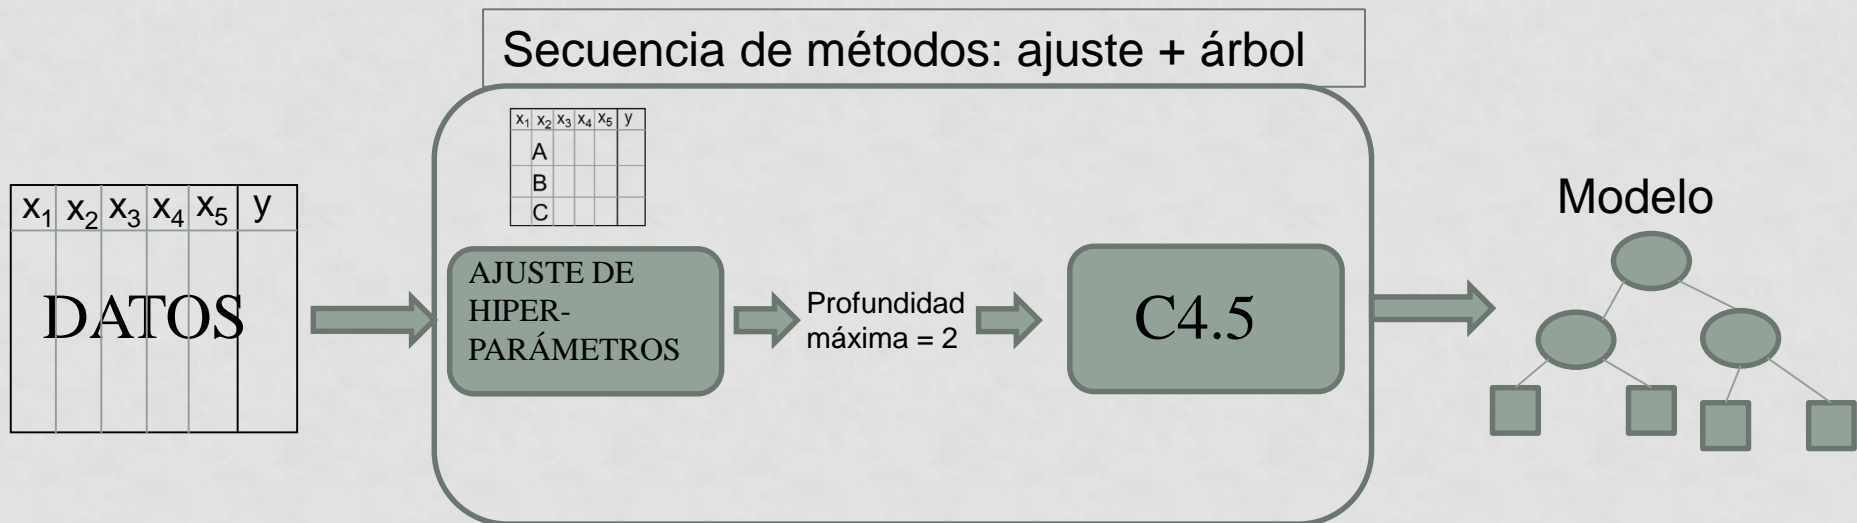 Secuencia de métodos: ajuste + árbol
x₁ x₂ x₃ x₄ x₅ y
A
B
C
x₁ x₂ x₃ x₄ x₅ y
DATOS
AJUSTE DE
HIPER-
PARÁMETROS
Profundidad
máxima = 2
C4.5
Modelo